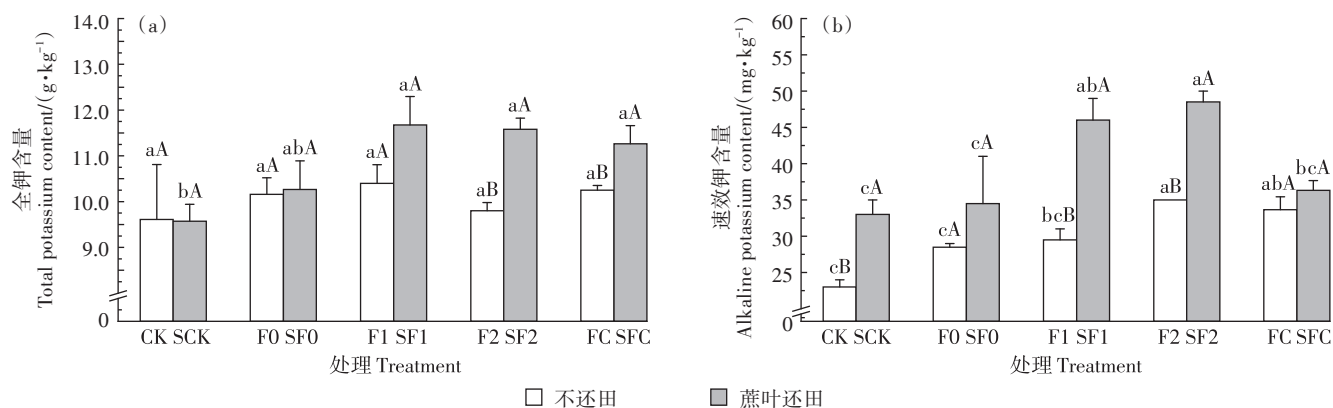 (a)
全钾含量
Total potassium content/(g•kg⁻¹)
14.0
13.0
12.0
11.0
10.0
9.0
0
aA
bA
aA
abA
aA
aA
aB
aA
aB
aA
CK SCK
F0 SF0
F1 SF1
F2 SF2
FC SFC
处理 Treatment
(b)
速效钾含量
Alkaline potassium content/(mg•kg⁻¹)
60
55
50
45
40
35
30
25
0
cB
cA
cA
cA
bcB
abA
aB
aA
abA
bcA
CK SCK
F0 SF0
F1 SF1
F2 SF2
FC SFC
处理 Treatment
不还田
蔗叶还田